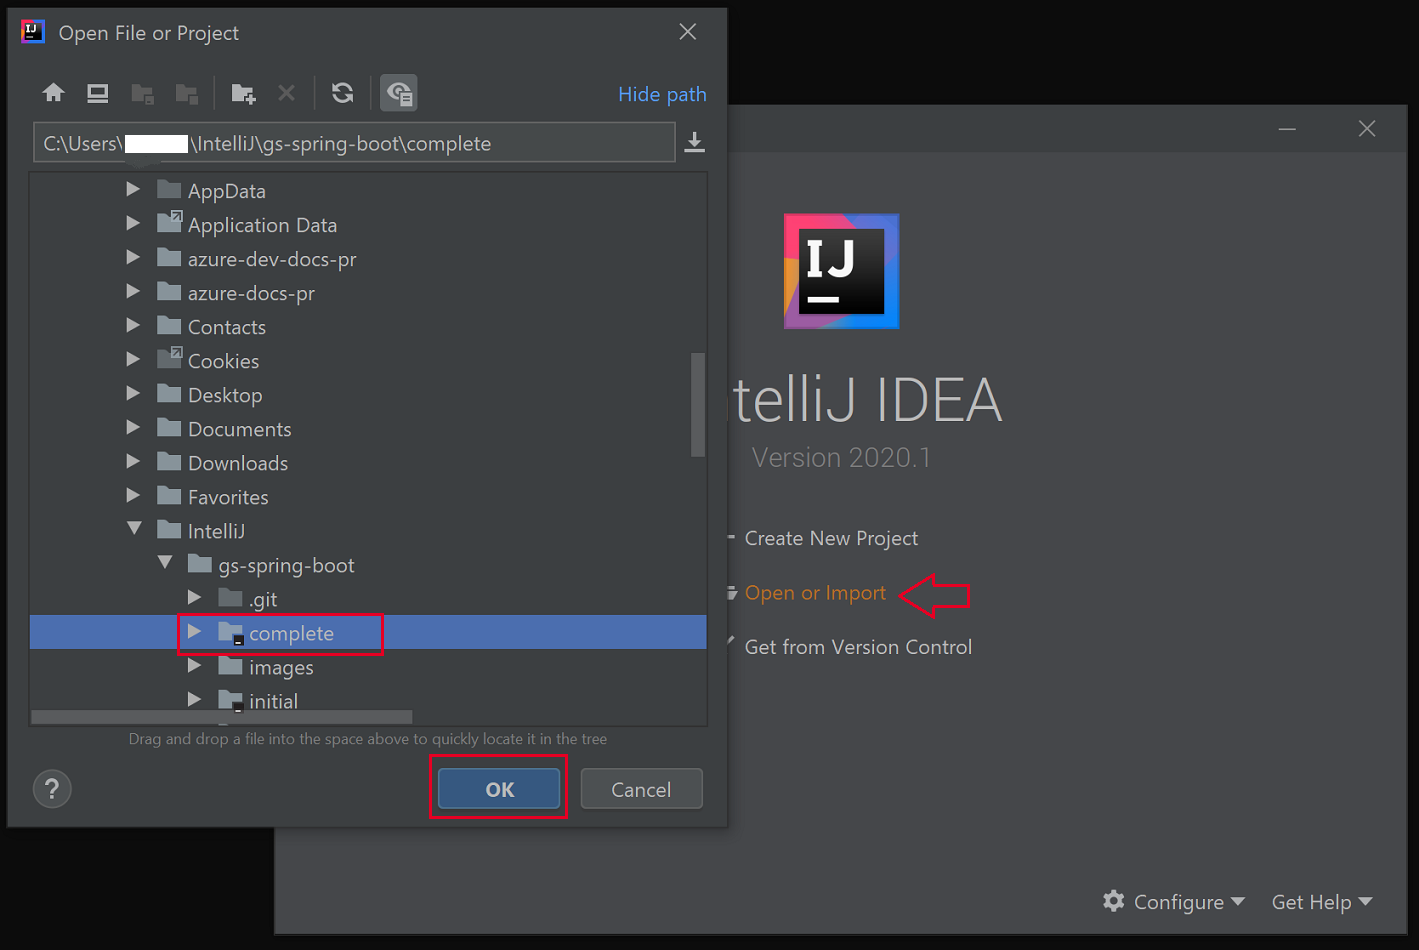 Open File or Project
Hide path
C:\Users\ \IntelliJ\gs-spring-boot\complete
AppData
Application Data
azure-dev-docs-pr
azure-docs-pr
Contacts
Cookies
Desktop
Documents
Downloads
Favorites
IntelliJ
gs-spring-boot
.git
complete
images
initial
Drag and drop a file into the space above to quickly locate it in the tree
?
OK
Cancel
IJ
telliJ IDEA
Version 2020.1
Create New Project
Open or Import
Get from Version Control
Configure
Get Help